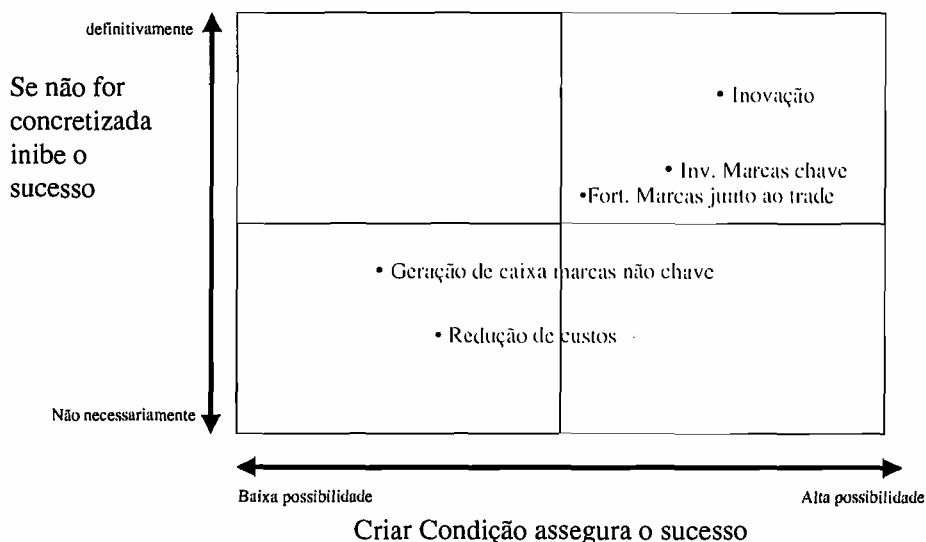 definitivamente
Se não for
concretizada
inibe o
sucesso
• Inovação
• Inv. Marcas chave
•Fort. Marcas junto ao trade
• Geração de caixa marcas não chave
• Redução de custos
Não necessariamente
Baixa possibilidade
Alta possibilidade
Criar Condição assegura o sucesso